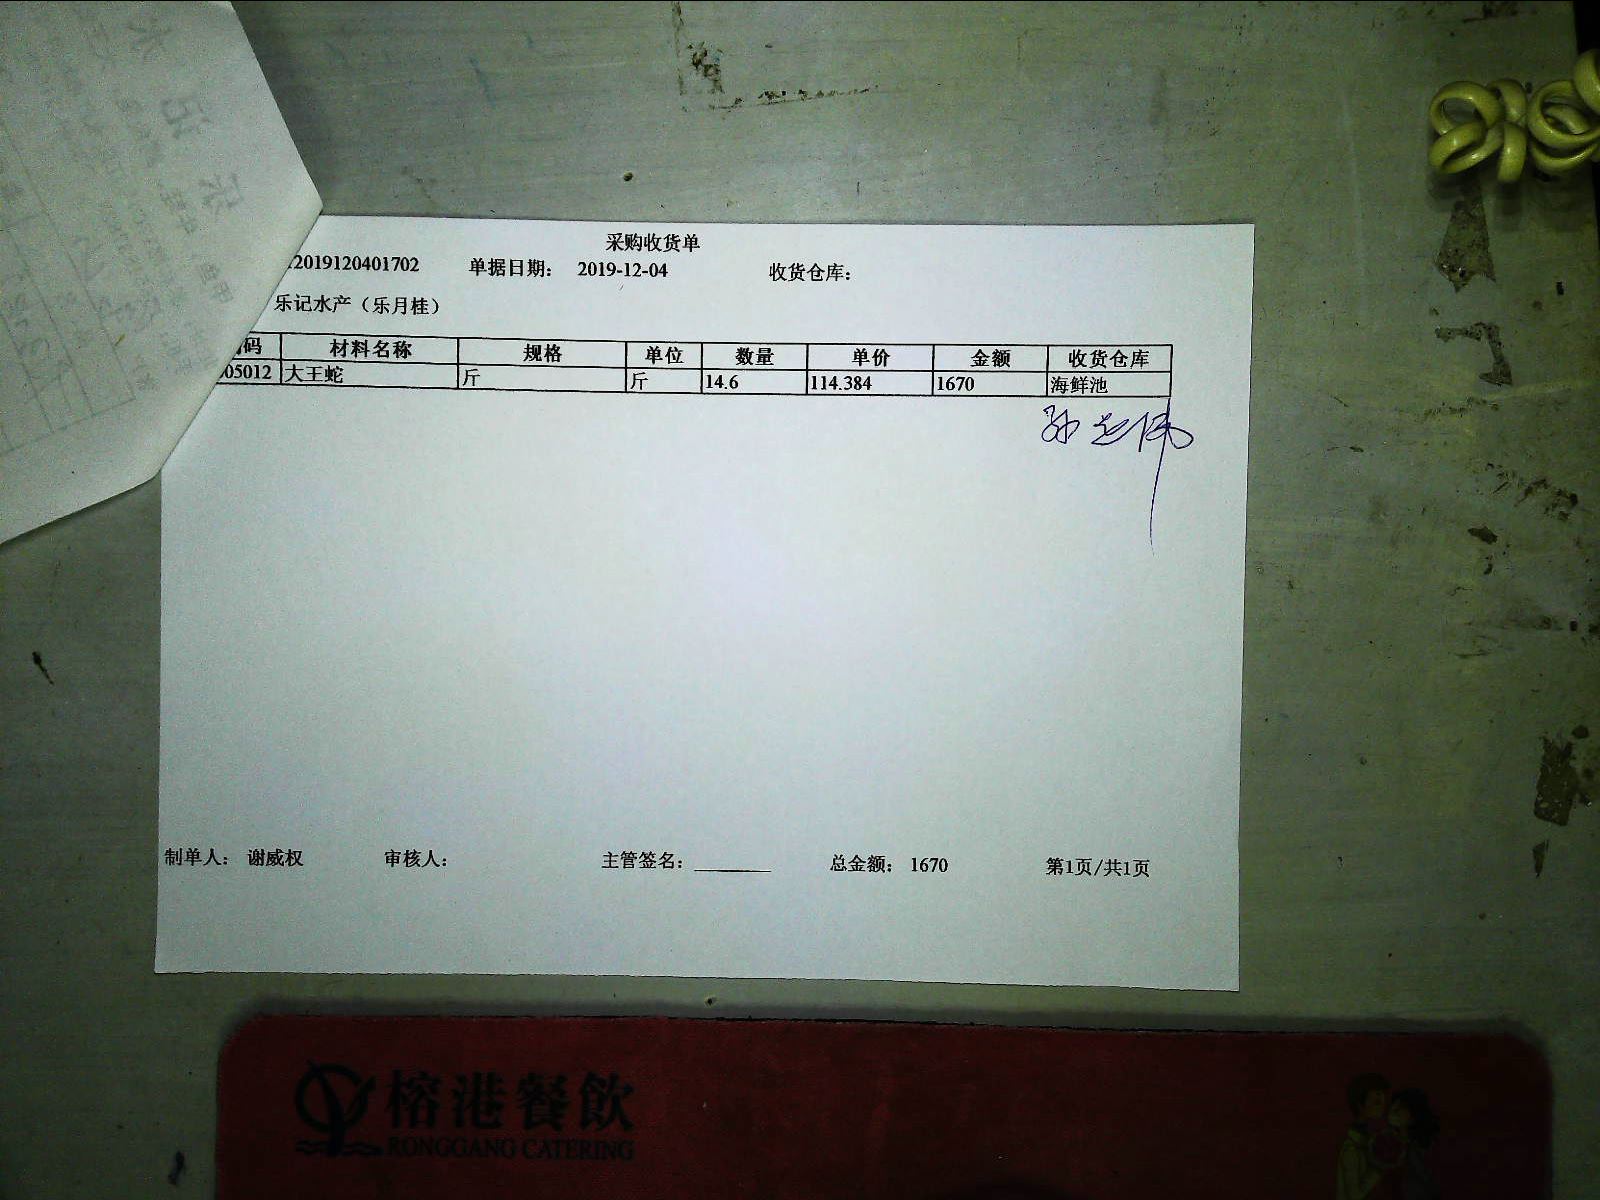 采购收货单
2019120401702 单据日期： 2019-12-04 收货仓库：
乐记水产（乐月桂）
码 材料名称 规格 单位 数量 单价 金额 收货仓库
05012 大王蛇 斤 斤 14.6 114.384 1670 海鲜池
制单人： 谢威权 审核人： 主管签名： 总金额： 1670 第1页/共1页
榕港餐飲
RONGGANG CATERING